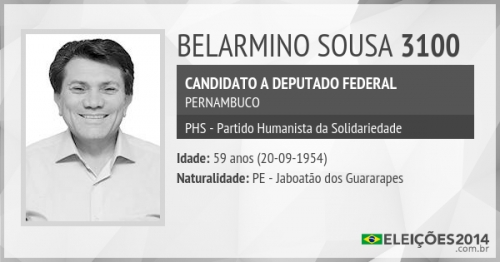 BELARMINO SOUSA 3100
CANDIDATO A DEPUTADO FEDERAL
PERNAMBUCO
PHS - Partido Humanista da Solidariedade
Idade: 59 anos (20-09-1954)
Naturalidade: PE - Jaboatão dos Guararapes
ELEIÇÕES2014
.com.br